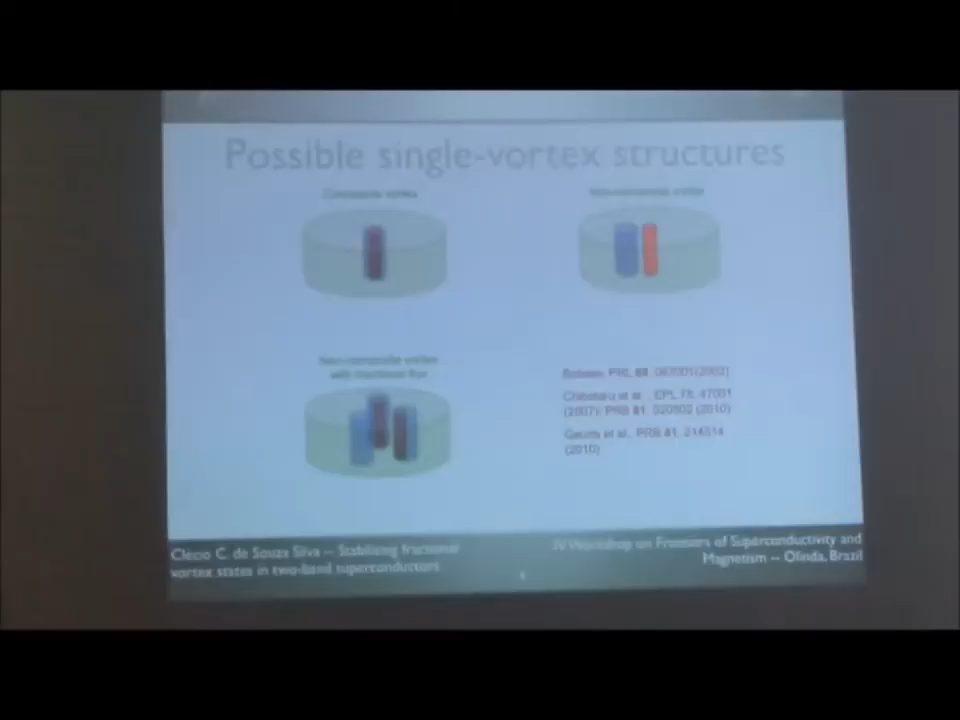 Possible single-vortex structures
Composite vortex
Non-composite vortex
Non-composite vortex
with fractional flux
Babaev, PRL 89, 067001(2002)
Chibotaru et al., EPL 78, 47001
(2007); PRB 81, 020502 (2010)
Geurts et al., PRB 81, 214514
(2010)
Clecio C. de Souza Silva -- Stabilising fractional
vortex states in two-band superconductors
IV Workshop on Frontiers of Superconductivity and
Magnetism -- Olinda, Brazil